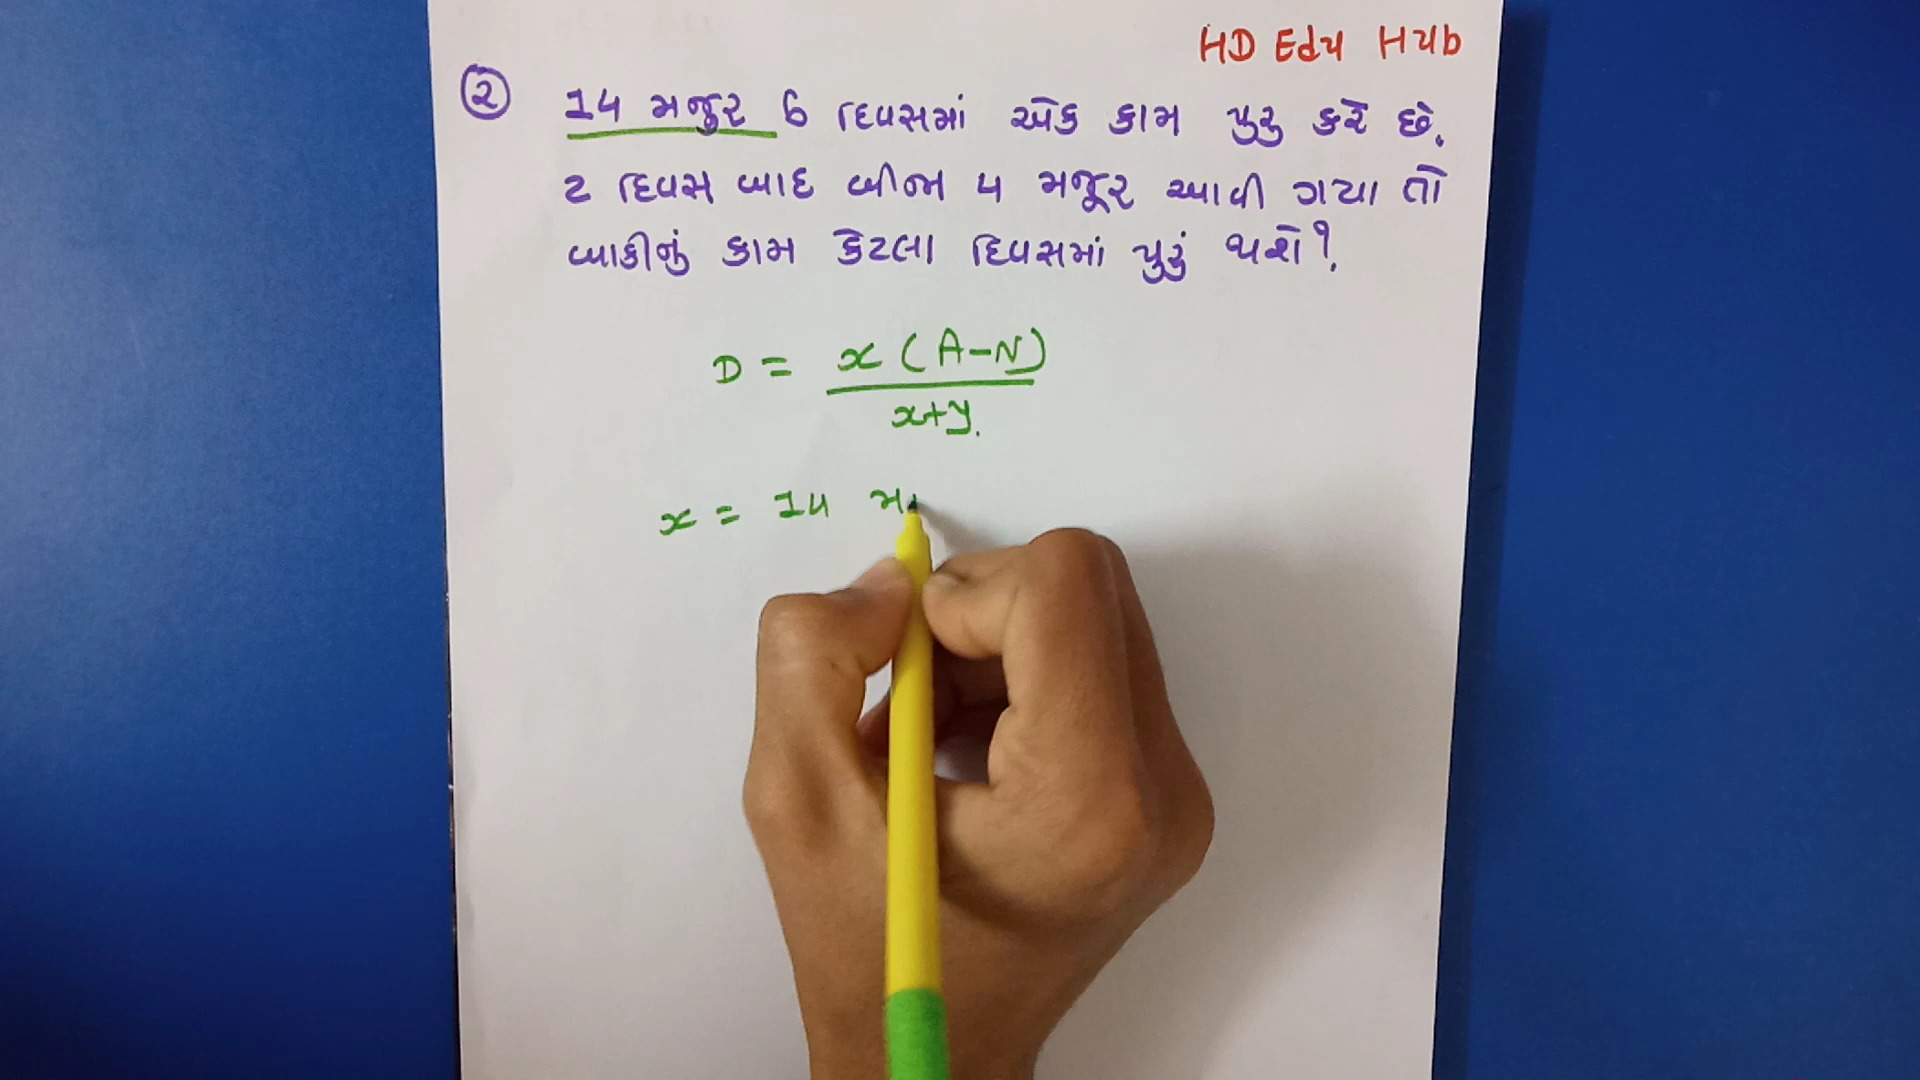 HD Edu Hub
૨ 14 મજુર 6 દિવસમાં એક કામ પુરુ કરે છે.
2 દિવસ બાદ બીજા 4 મજૂર આવી ગયા તો
બાકીનું કામ કેટલા દિવસમાં પુરું થશે?
D = x(A-N)
x+y.
x = 14 મ